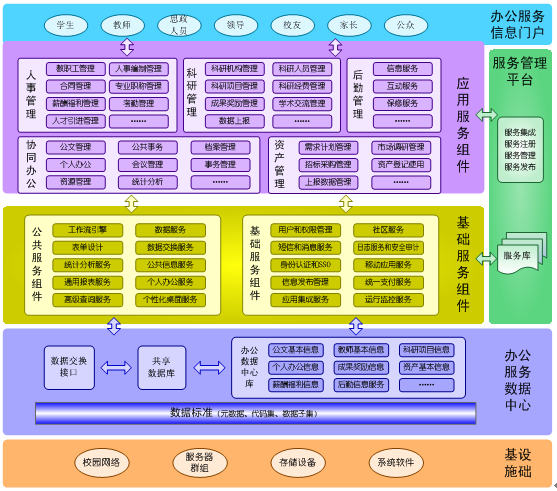 学生
教师
思政
人员
领导
校友
家长
公众
办公服务
信息门户
人事管理
教职工管理
人事编制管理
合同管理
专业职称管理
薪酬福利管理
考勤管理
人才引进管理
......
科研管理
科研机构管理
科研人员管理
科研项目管理
科研经费管理
成果奖励管理
学术交流管理
数据上报
......
后勤管理
信息服务
互动服务
保修服务
......
应用服务组件
协同办公
公文管理
公共事务
档案管理
个人办公
会议管理
事务管理
资源管理
统计分析
......
资产管理
需求计划管理
市场调研管理
招标采购管理
资产登记使用
上报数据管理
......
服务管理
平台
服务集成
服务注册
服务管理
服务发布
服务库
公共服务组件
工作流引擎
数据服务
表单设计
数据交换服务
统计分析服务
公共信息服务
通用报表服务
个人办公服务
高级查询服务
个性化桌面服务
基础服务组件
用户和权限管理
社区服务
短信和消息服务
日志服务和安全审计
身份认证和SSO
移动应用服务
信息发布管理
统一支付服务
应用集成服务
运行监控服务
基础服务组件
数据交换
接口
共享
数据库
办公
数据
中心
库
公文基本信息
教师基本信息
科研项目信息
个人办公信息
成果奖励信息
资产基本信息
薪酬福利信息
后勤信息服务
......
数据标准（元数据、代码集、数据子集）
办公
服务
数据
中心
校园网络
服务器
群组
存储设备
系统软件
基设
施础